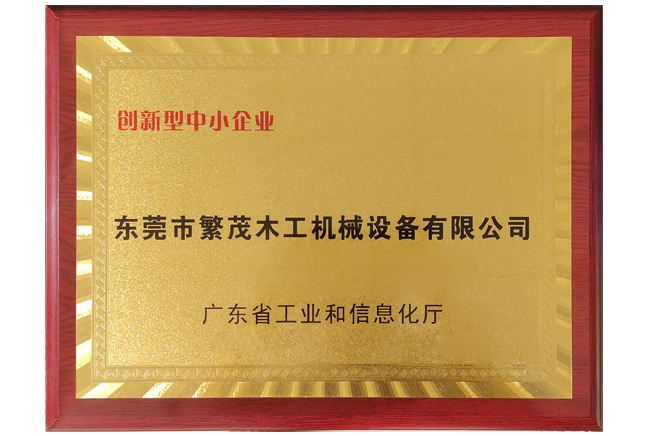 创新型中小企业
东莞市繁茂木工机械设备有限公司
广东省工业和信息化厅